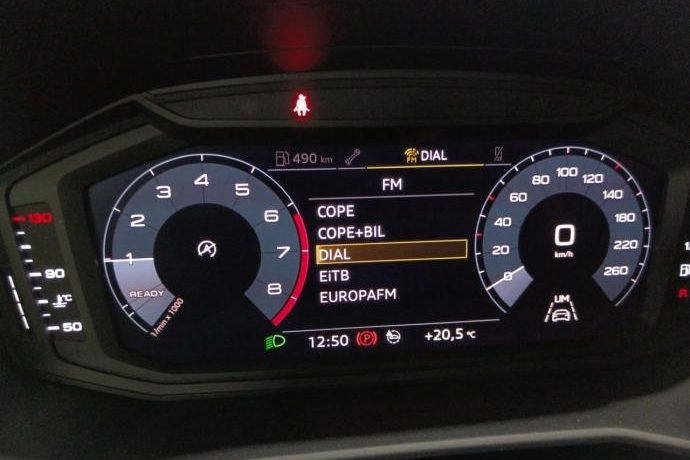 490 km
FM DIAL
FM
COPE
COPE+BIL
DIAL
EiTB
EUROPAFM
12:50
P
+20,5 °C
1 2 3 4 5 6 7 8
READY
1/min x 1000
0 20 40 60 80 100 120 140 180 220 260
0
km/h
LIM
130
90
°C
50
A
R